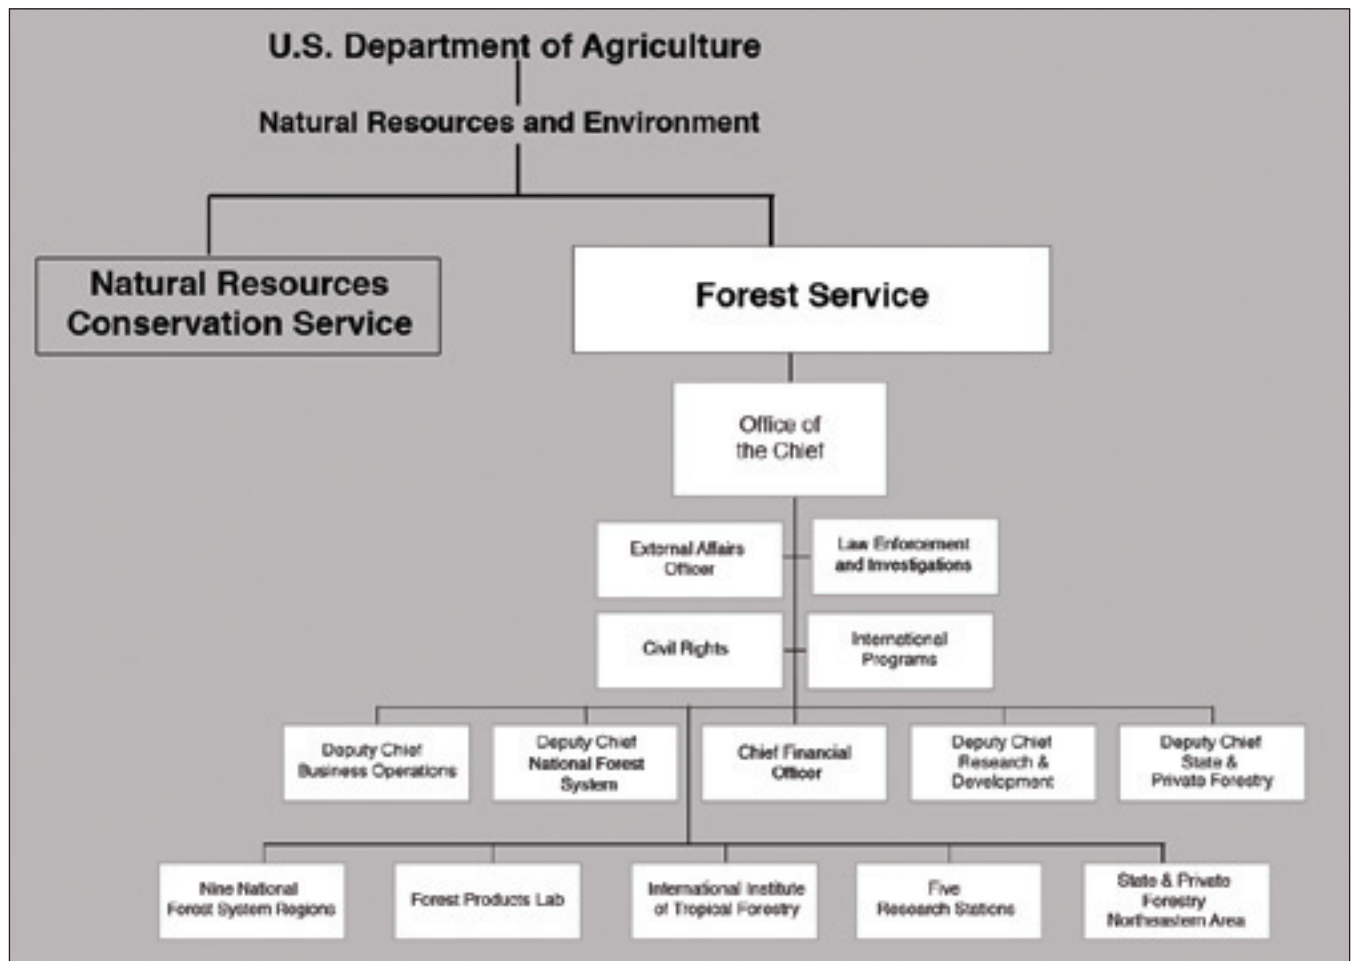 U.S. Department of Agriculture
Natural Resources and Environment
Natural Resources
Conservation Service
Forest Service
Office of
the Chief
External Affairs
Officer
Law Enforcement
and Investigations
Civil Rights
International
Programs
Deputy Chief
Business Operations
Deputy Chief
National Forest
System
Chief Financial
Officer
Deputy Chief
Research &
Development
Deputy Chief
State &
Private Forestry
Nine National
Forest System Regions
Forest Products Lab
International Institute
of Tropical Forestry
Five
Research Stations
State & Private
Forestry
Northeastern Area